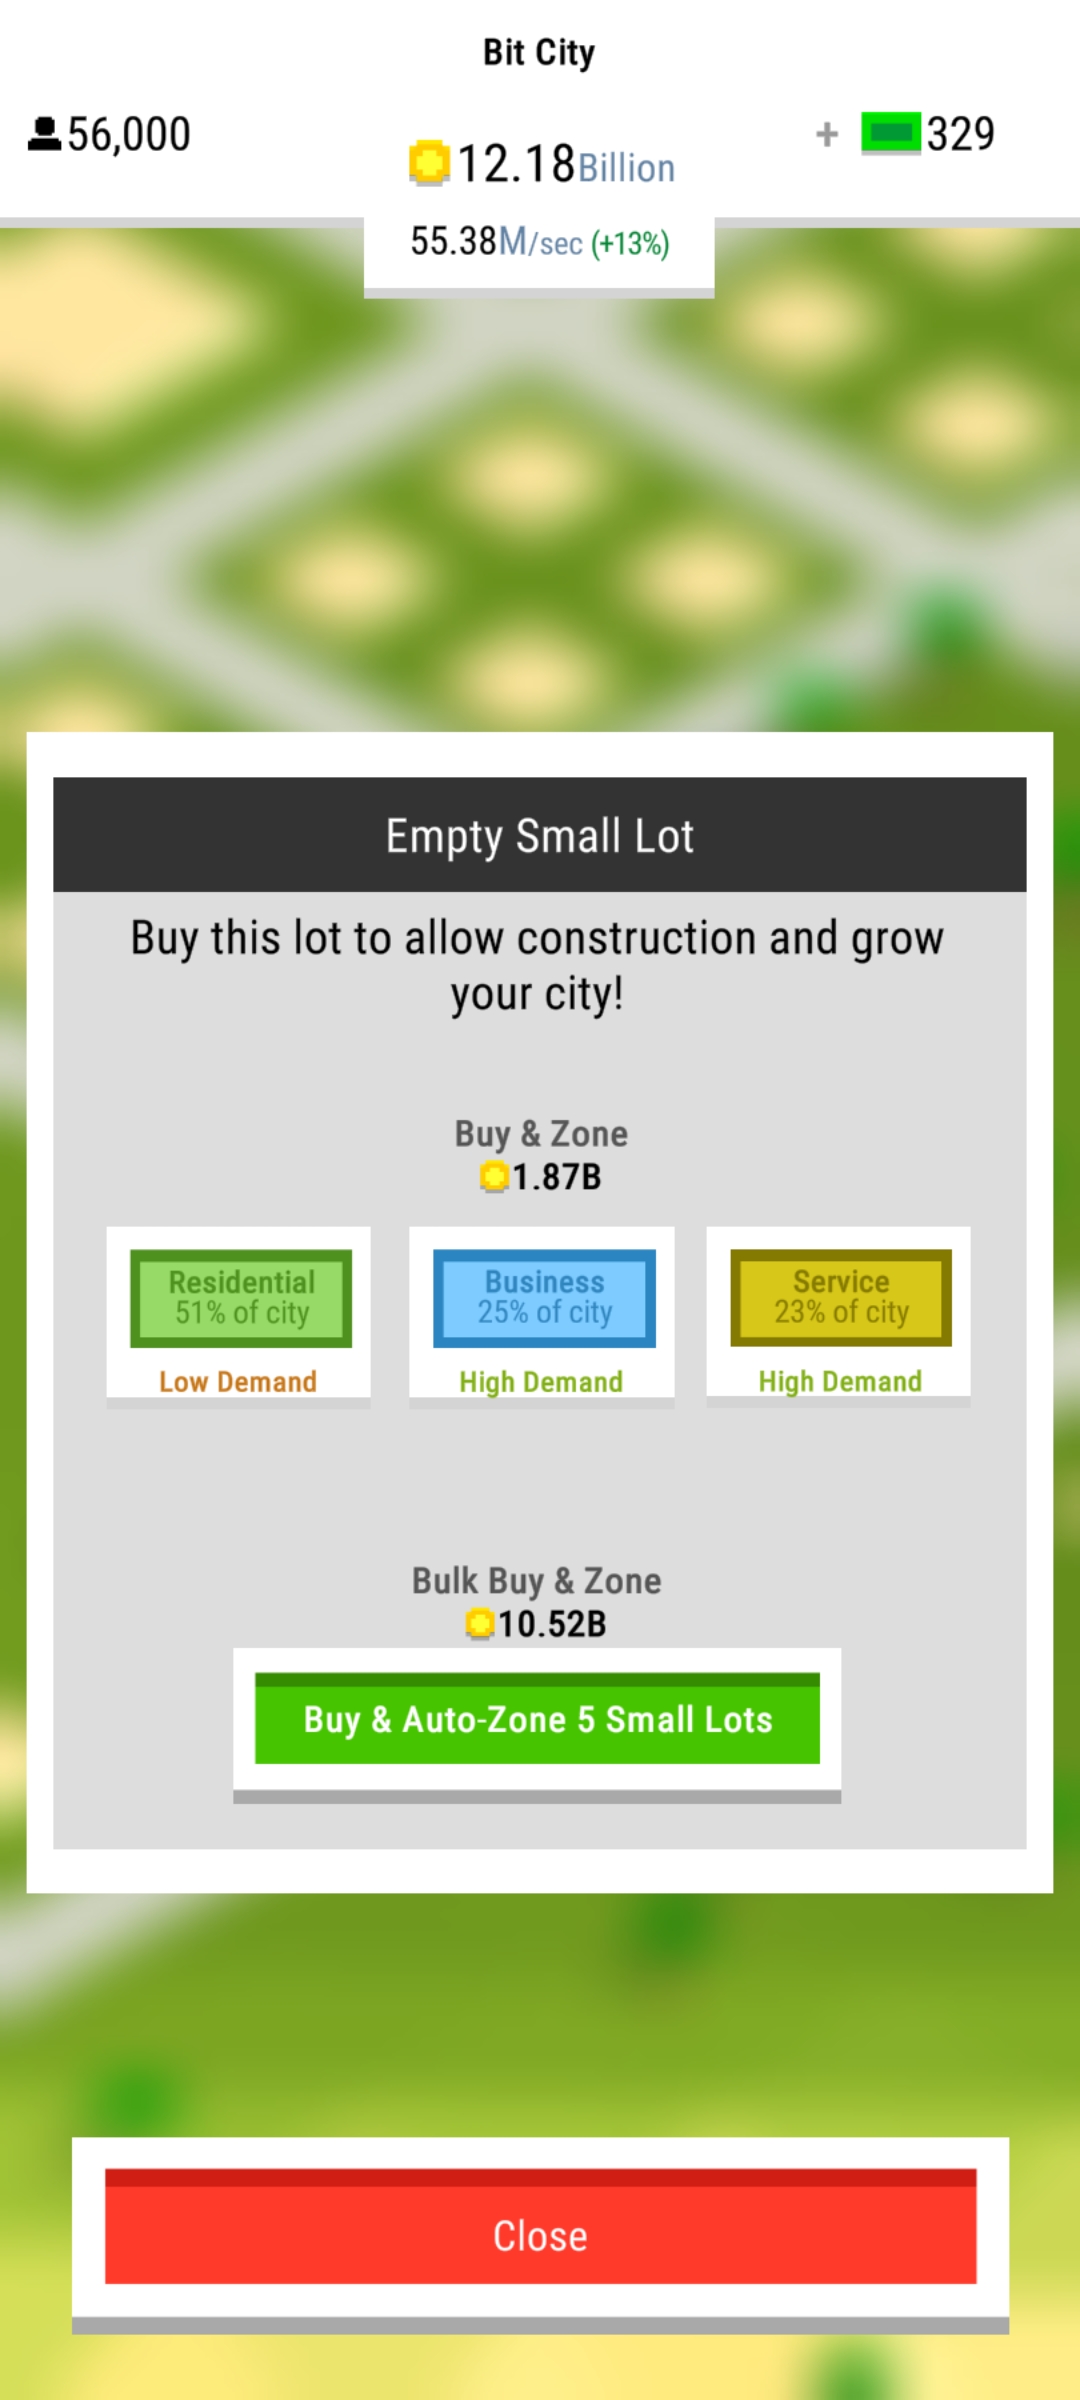 Bit City
56,000
12.18Billion
+ 329
55.38M/sec (+13%)
Empty Small Lot
Buy this lot to allow construction and grow
your city!
Buy & Zone
1.87B
Residential
51% of city
Low Demand
Business
25% of city
High Demand
Service
23% of city
High Demand
Bulk Buy & Zone
10.52B
Buy & Auto-Zone 5 Small Lots
Close